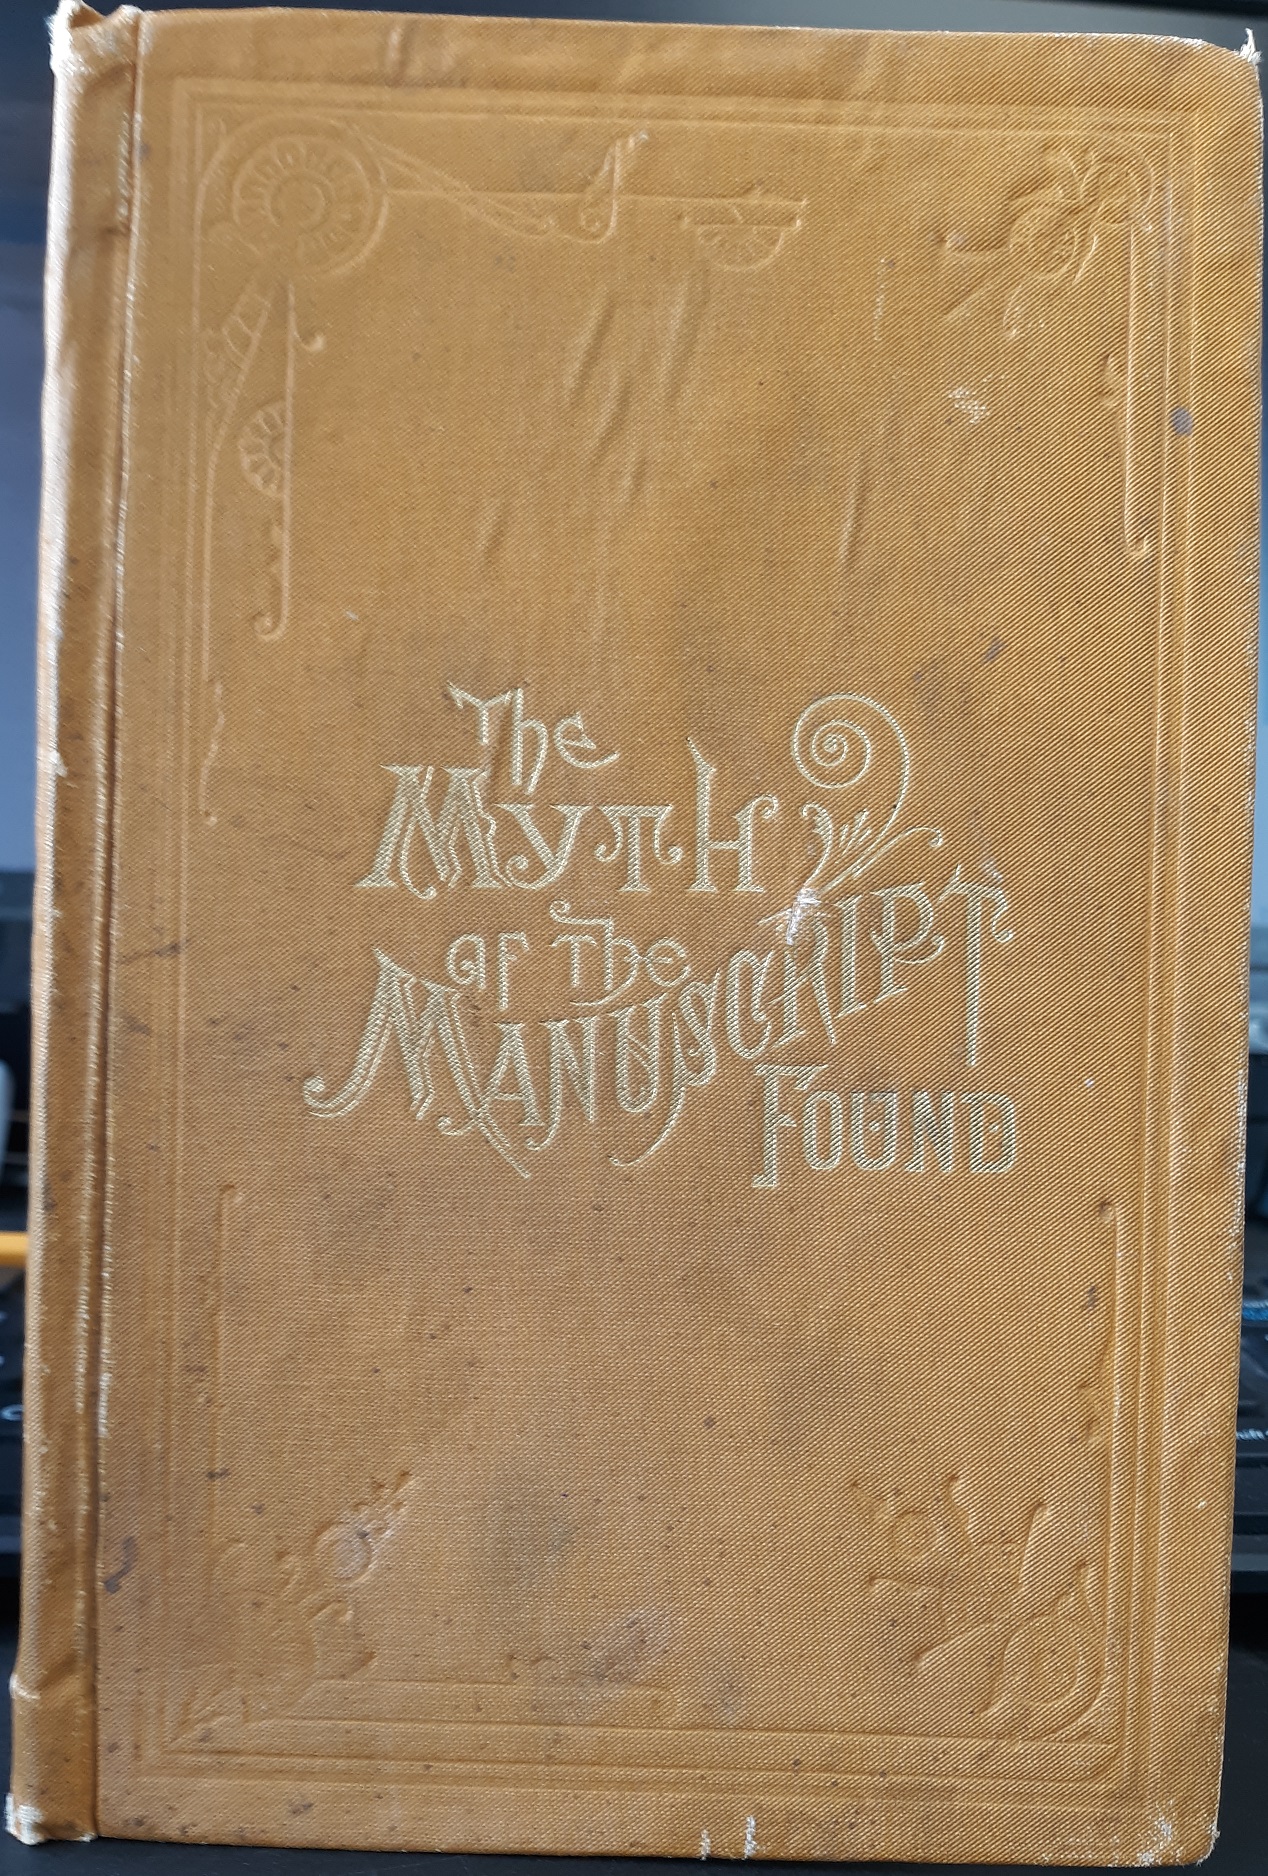 The
Myth
of the
Manuscript
Found